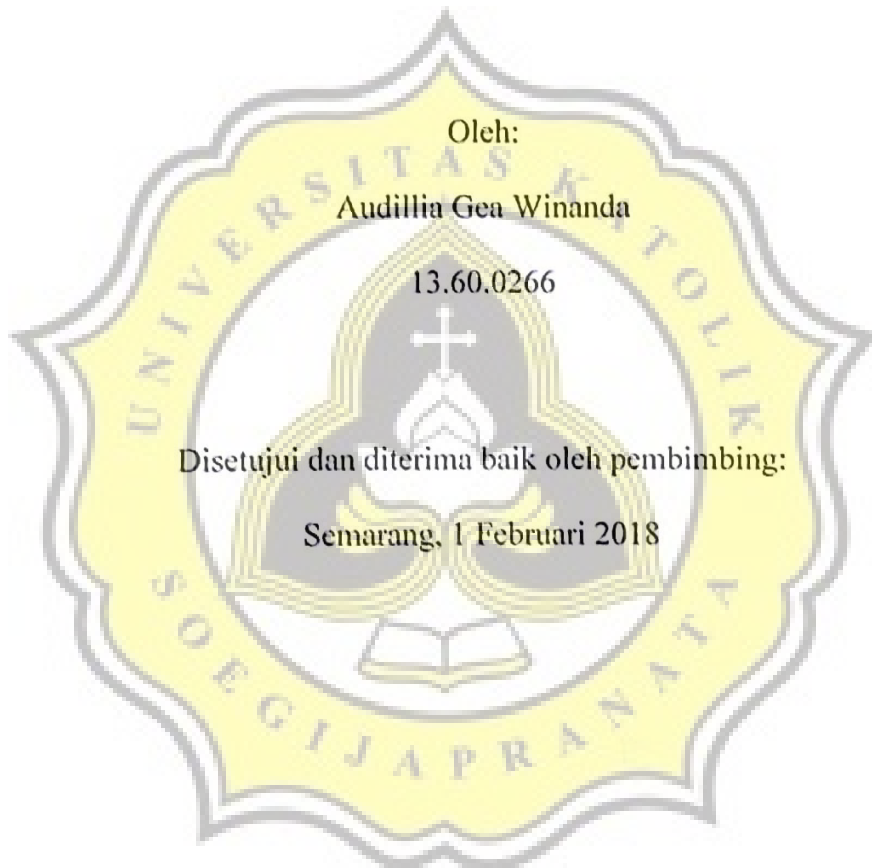 Oleh:
Audillia Gea Winanda
13.60.0266
Disetujui dan diterima baik oleh pembimbing:
Semarang, 1 Februari 2018
UNIVERSITAS KATOLIK
SOEGIJAPRANATA